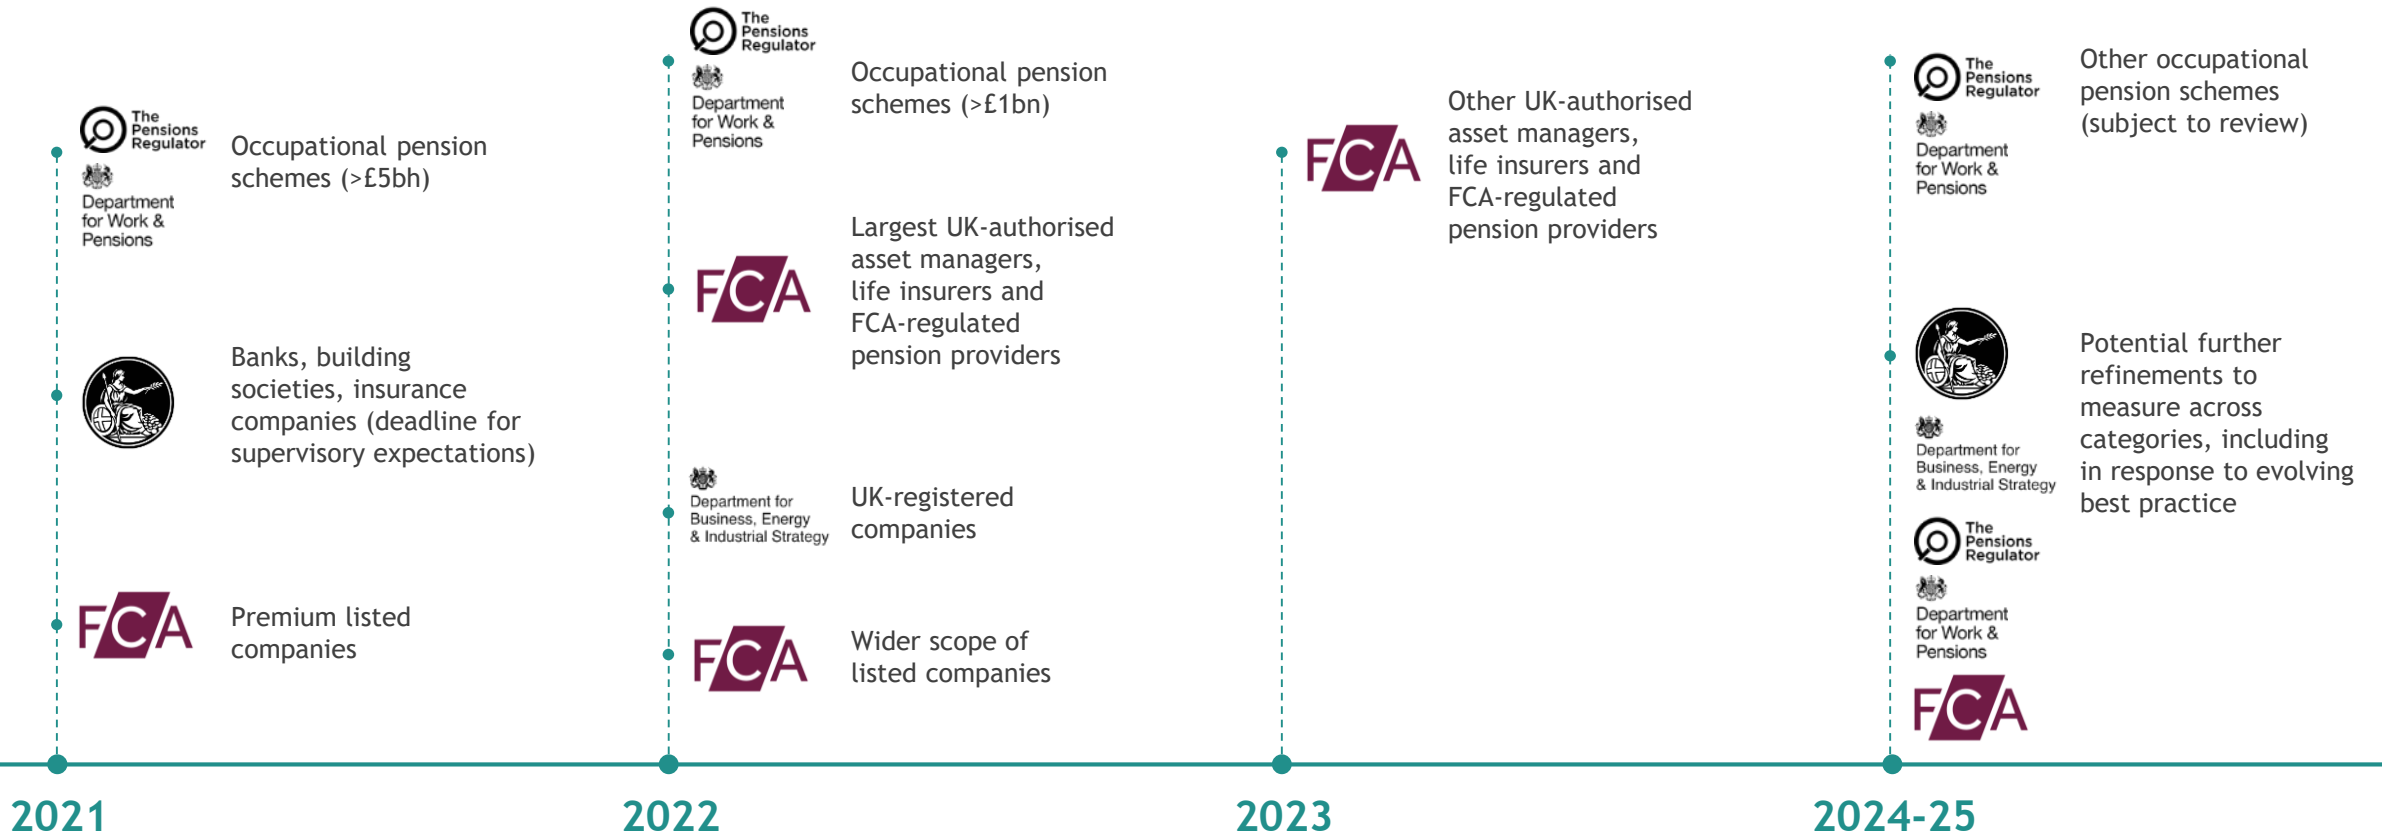 The
Pensions
Regulator
Department
for Work &
Pensions
Occupational pension
schemes (>£5bh)
Banks, building
societies, insurance
companies (deadline for
supervisory expectations)
FCA
Premium listed
companies
2021
The
Pensions
Regulator
Department
for Work &
Pensions
Occupational pension
schemes (>£1bn)
FCA
Largest UK-authorised
asset managers,
life insurers and
FCA-regulated
pension providers
Department for
Business, Energy
& Industrial Strategy
UK-registered
companies
FCA
Wider scope of
listed companies
2022
FCA
Other UK-authorised
asset managers,
life insurers and
FCA-regulated
pension providers
2023
The
Pensions
Regulator
Department
for Work &
Pensions
Other occupational
pension schemes
(subject to review)
Department for
Business, Energy
& Industrial Strategy
The
Pensions
Regulator
Department
for Work &
Pensions
FCA
Potential further
refinements to
measure across
categories, including
in response to evolving
best practice
2024-25